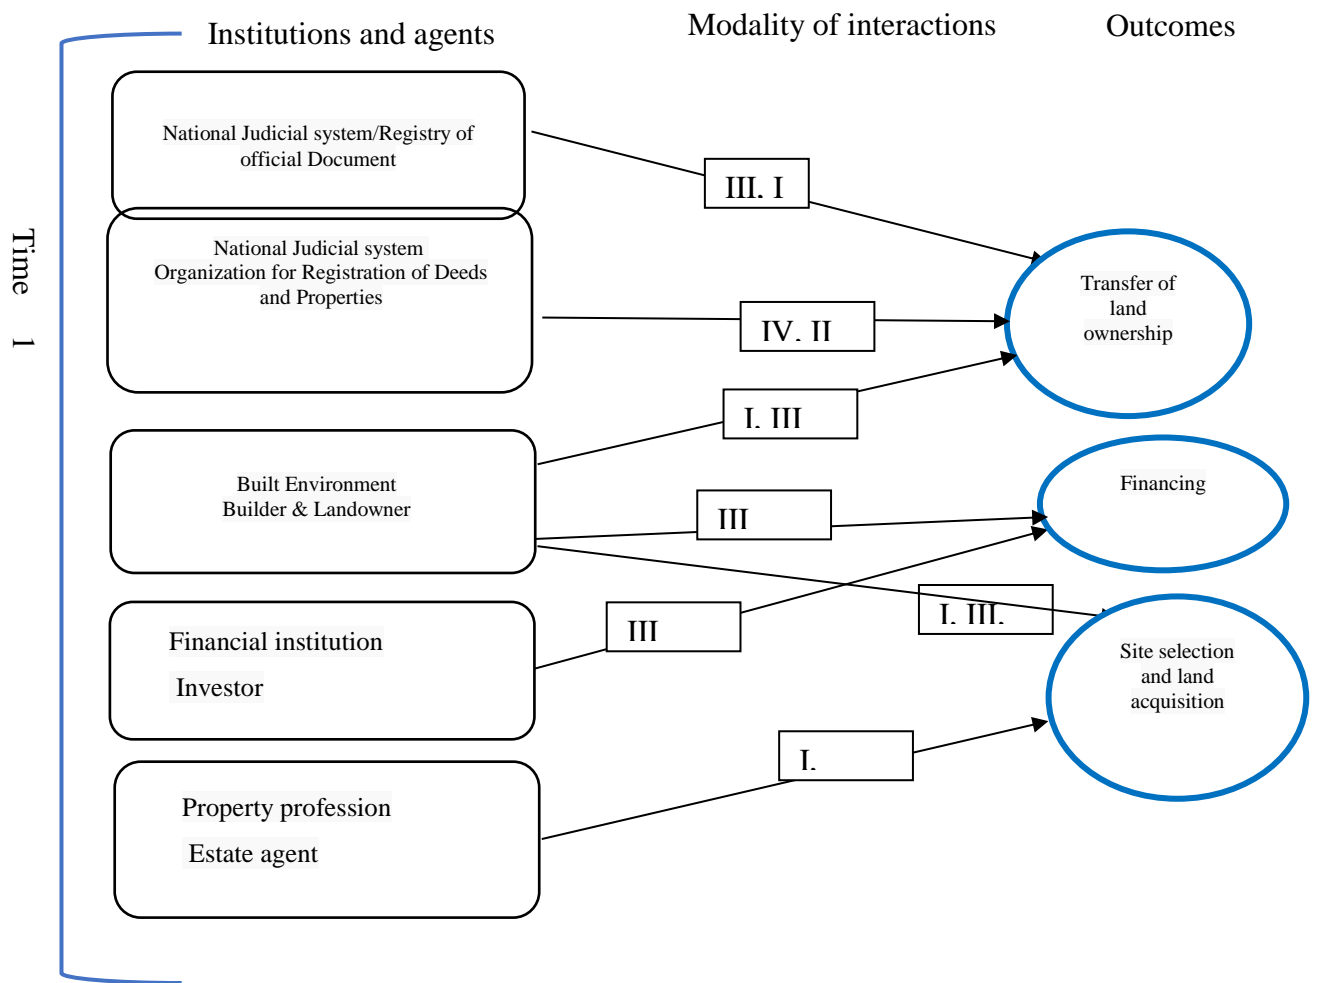 Institutions and agents
Modality of interactions
Outcomes
Time 1
National Judicial system/Registry of
official Document
III. I
National Judicial system
Organization for Registration of Deeds
and Properties
IV. II
Transfer of
land
ownership
I. III
Built Environment
Builder & Landowner
III
Financing
I. III.
Financial institution
Investor
III
Site selection
and land
acquisition
I.
Property profession
Estate agent